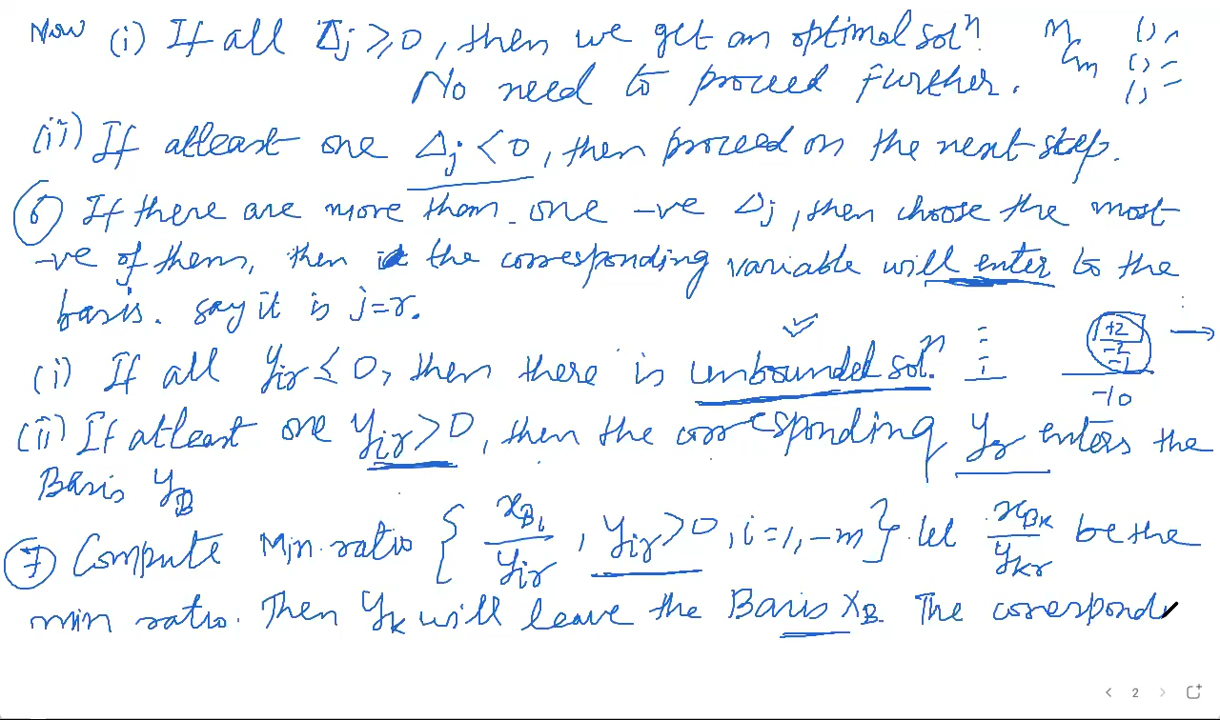 Now (i) If all Δj ≥ 0, then we get an optimal solⁿ.
No need to proceed further.
(ii) If atleast one Δj < 0, then proceed on the next step.
⑥ If there are more than one -ve Δj, then choose the most
-ve of them, then the corresponding variable will enter to the
basis. say it is j=r.
(i) If all yir ≤ 0, then there is unbounded solⁿ.
+2
-2
-1
-10
(ii) If atleast one yir > 0, then the corresponding yr enters the
Basis yB
⑦ Compute Min. ratio { xBi/yir , yir > 0, i=1, -m }. let xBk/ykr be the
min ratio. Then yk will leave the Basis XB. The correspond
2